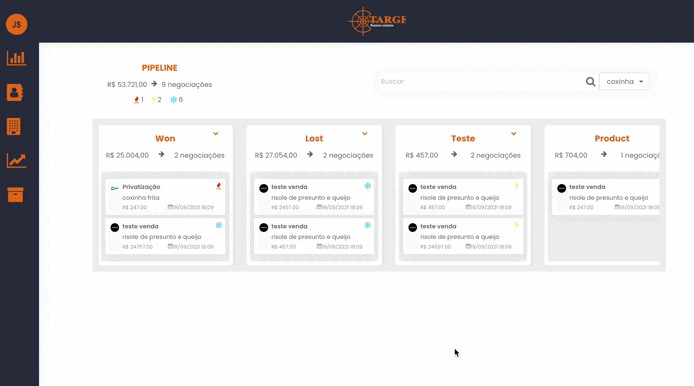 JS
TARGE
PIPELINE
R$ 53.721,00 → 9 negociações
1 2 6
Buscar
coxinha
Won
R$ 25.004,00 → 2 negociações
Privatização
coxinha frita
R$ 247.00 19/09/2021 18:09
teste venda
risole de presunto e queijo
R$ 24757.00 19/09/2021 18:09
Lost
R$ 27.054,00 → 2 negociações
teste venda
risole de presunto e queijo
R$ 2457.00 19/09/2021 18:09
teste venda
risole de presunto e queijo
R$ 457.00 19/09/2021 18:09
Teste
R$ 457,00 → 2 negociações
teste venda
risole de presunto e queijo
R$ 457.00 19/09/2021 18:09
teste venda
risole de presunto e queijo
R$ 24597.00 19/09/2021 18:09
Product
R$ 704,00 → 1 negociaç
teste venda
risole de presunto e queijo
R$ 247.00 19/09/2021 18:09